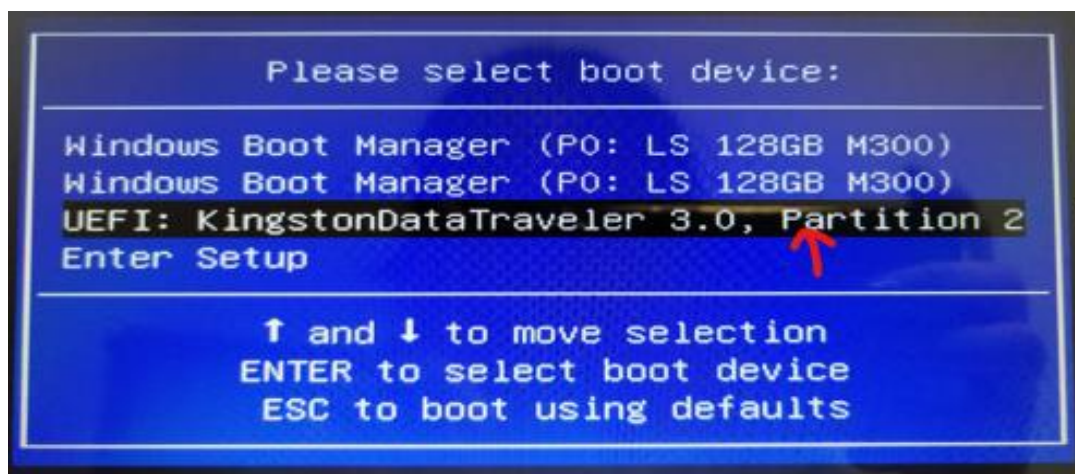 Please select boot device:
Windows Boot Manager (P0: LS 128GB M300)
Windows Boot Manager (P0: LS 128GB M300)
UEFI: KingstonDataTraveler 3.0, Partition 2
Enter Setup
↑ and ↓ to move selection
ENTER to select boot device
ESC to boot using defaults